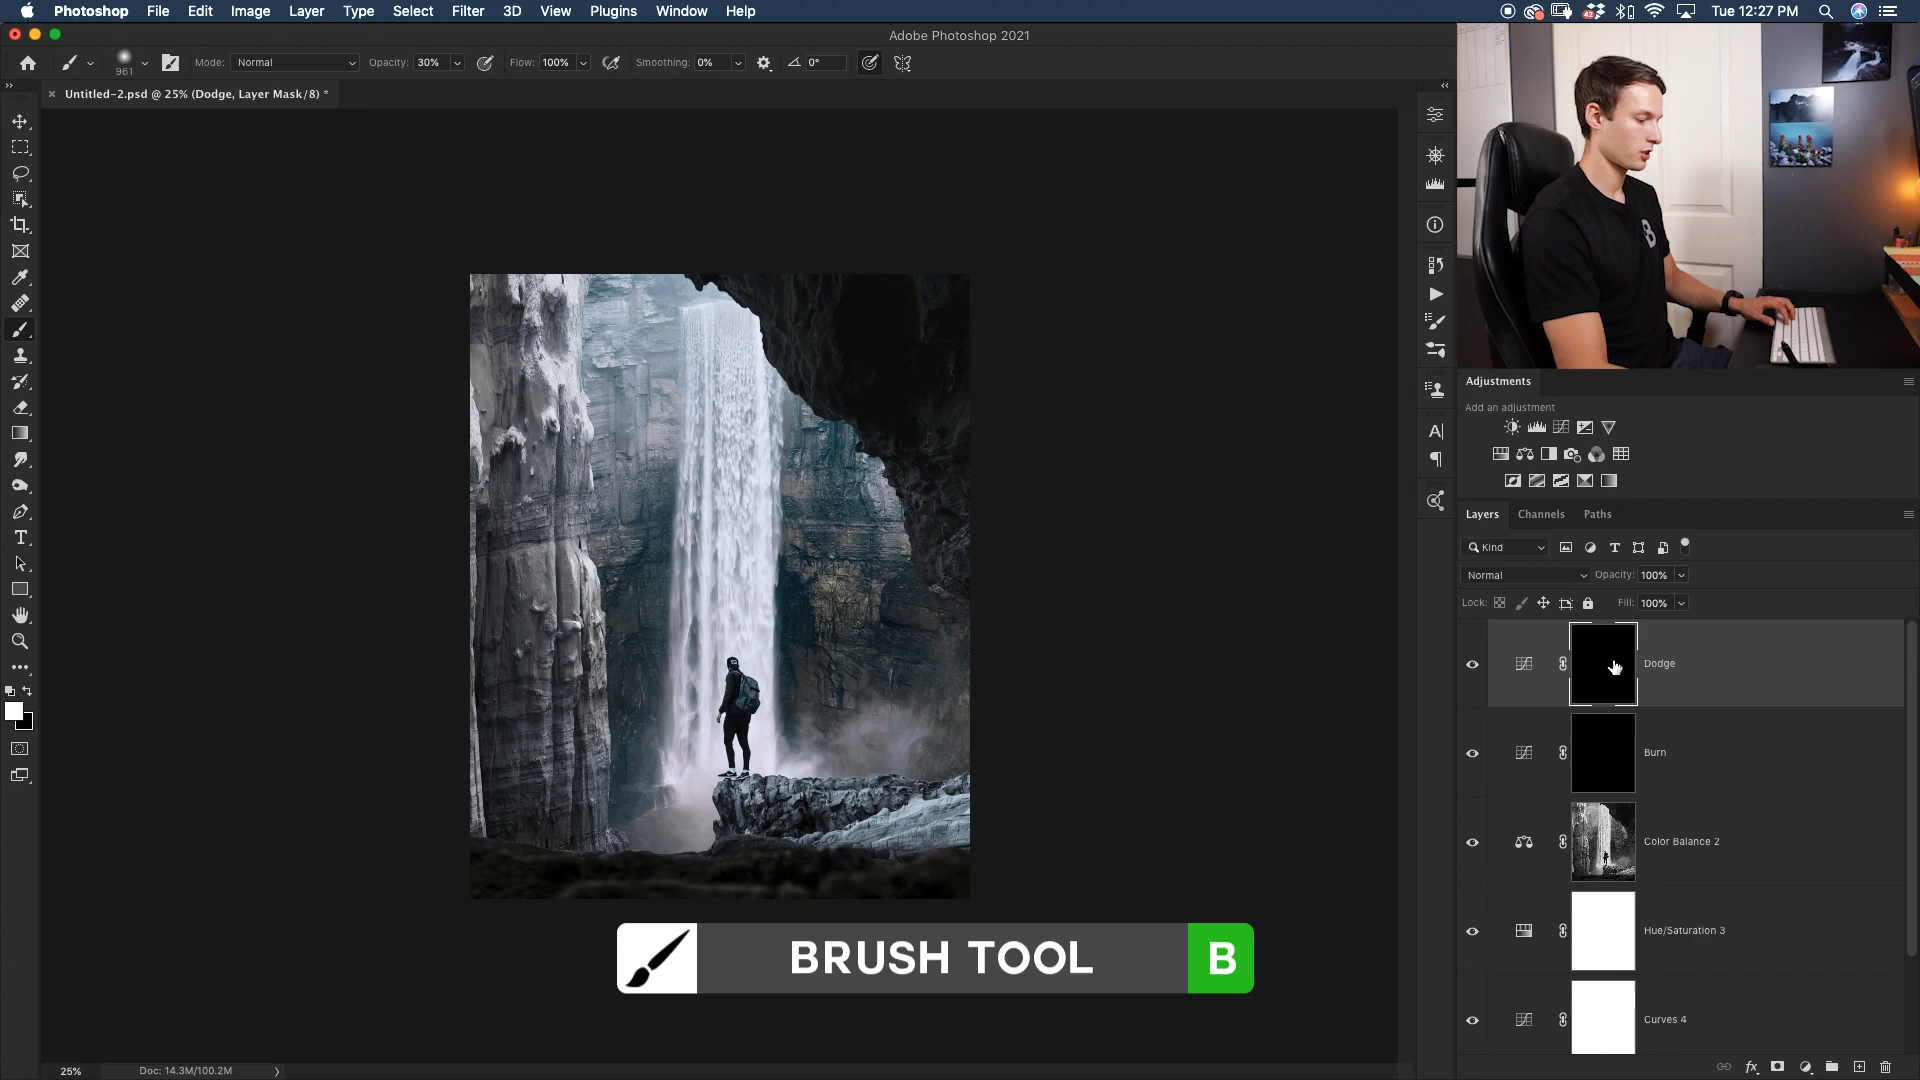 Photoshop File Edit Image Layer Type Select Filter 3D View Plugins Window Help
42
Tue 12:27 PM
Adobe Photoshop 2021
961
Mode: Normal
Opacity: 30%
Flow: 100%
Smoothing: 0%
0°
Untitled-2.psd @ 25% (Dodge, Layer Mask/8) *
B
Adjustments
Add an adjustment
Layers Channels Paths
Kind
Normal
Opacity: 100%
Lock:
Fill: 100%
Dodge
Burn
Color Balance 2
Hue/Saturation 3
Curves 4
BRUSH TOOL B
25%
Doc: 14.3M/100.2M